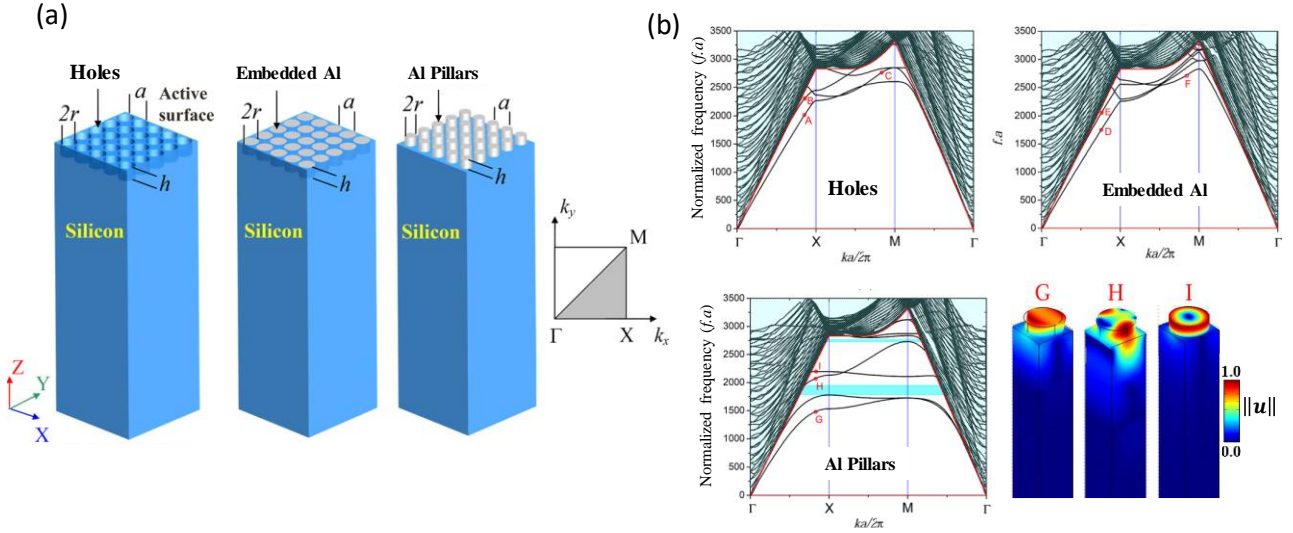 (a)
Holes
Embedded Al
Al Pillars
2r
a
Active
surface
h
Silicon
2r
a
h
Silicon
2r
a
h
Silicon
Z
Y
X
k_y
M
Γ
X
k_x
(b)
Normalized frequency (f.a)
3500
3000
2500
2000
1500
1000
500
0
A
B
C
Holes
Γ
X
M
Γ
ka/2π
f.a
3500
3000
2500
2000
1500
1000
500
0
D
E
F
Embedded Al
Γ
X
M
Γ
ka/2π
Normalized frequency (f.a)
3500
3000
2500
2000
1500
1000
500
0
I
H
G
Al Pillars
Γ
X
M
Γ
ka/2π
G
H
I
1.0
||u||
0.0